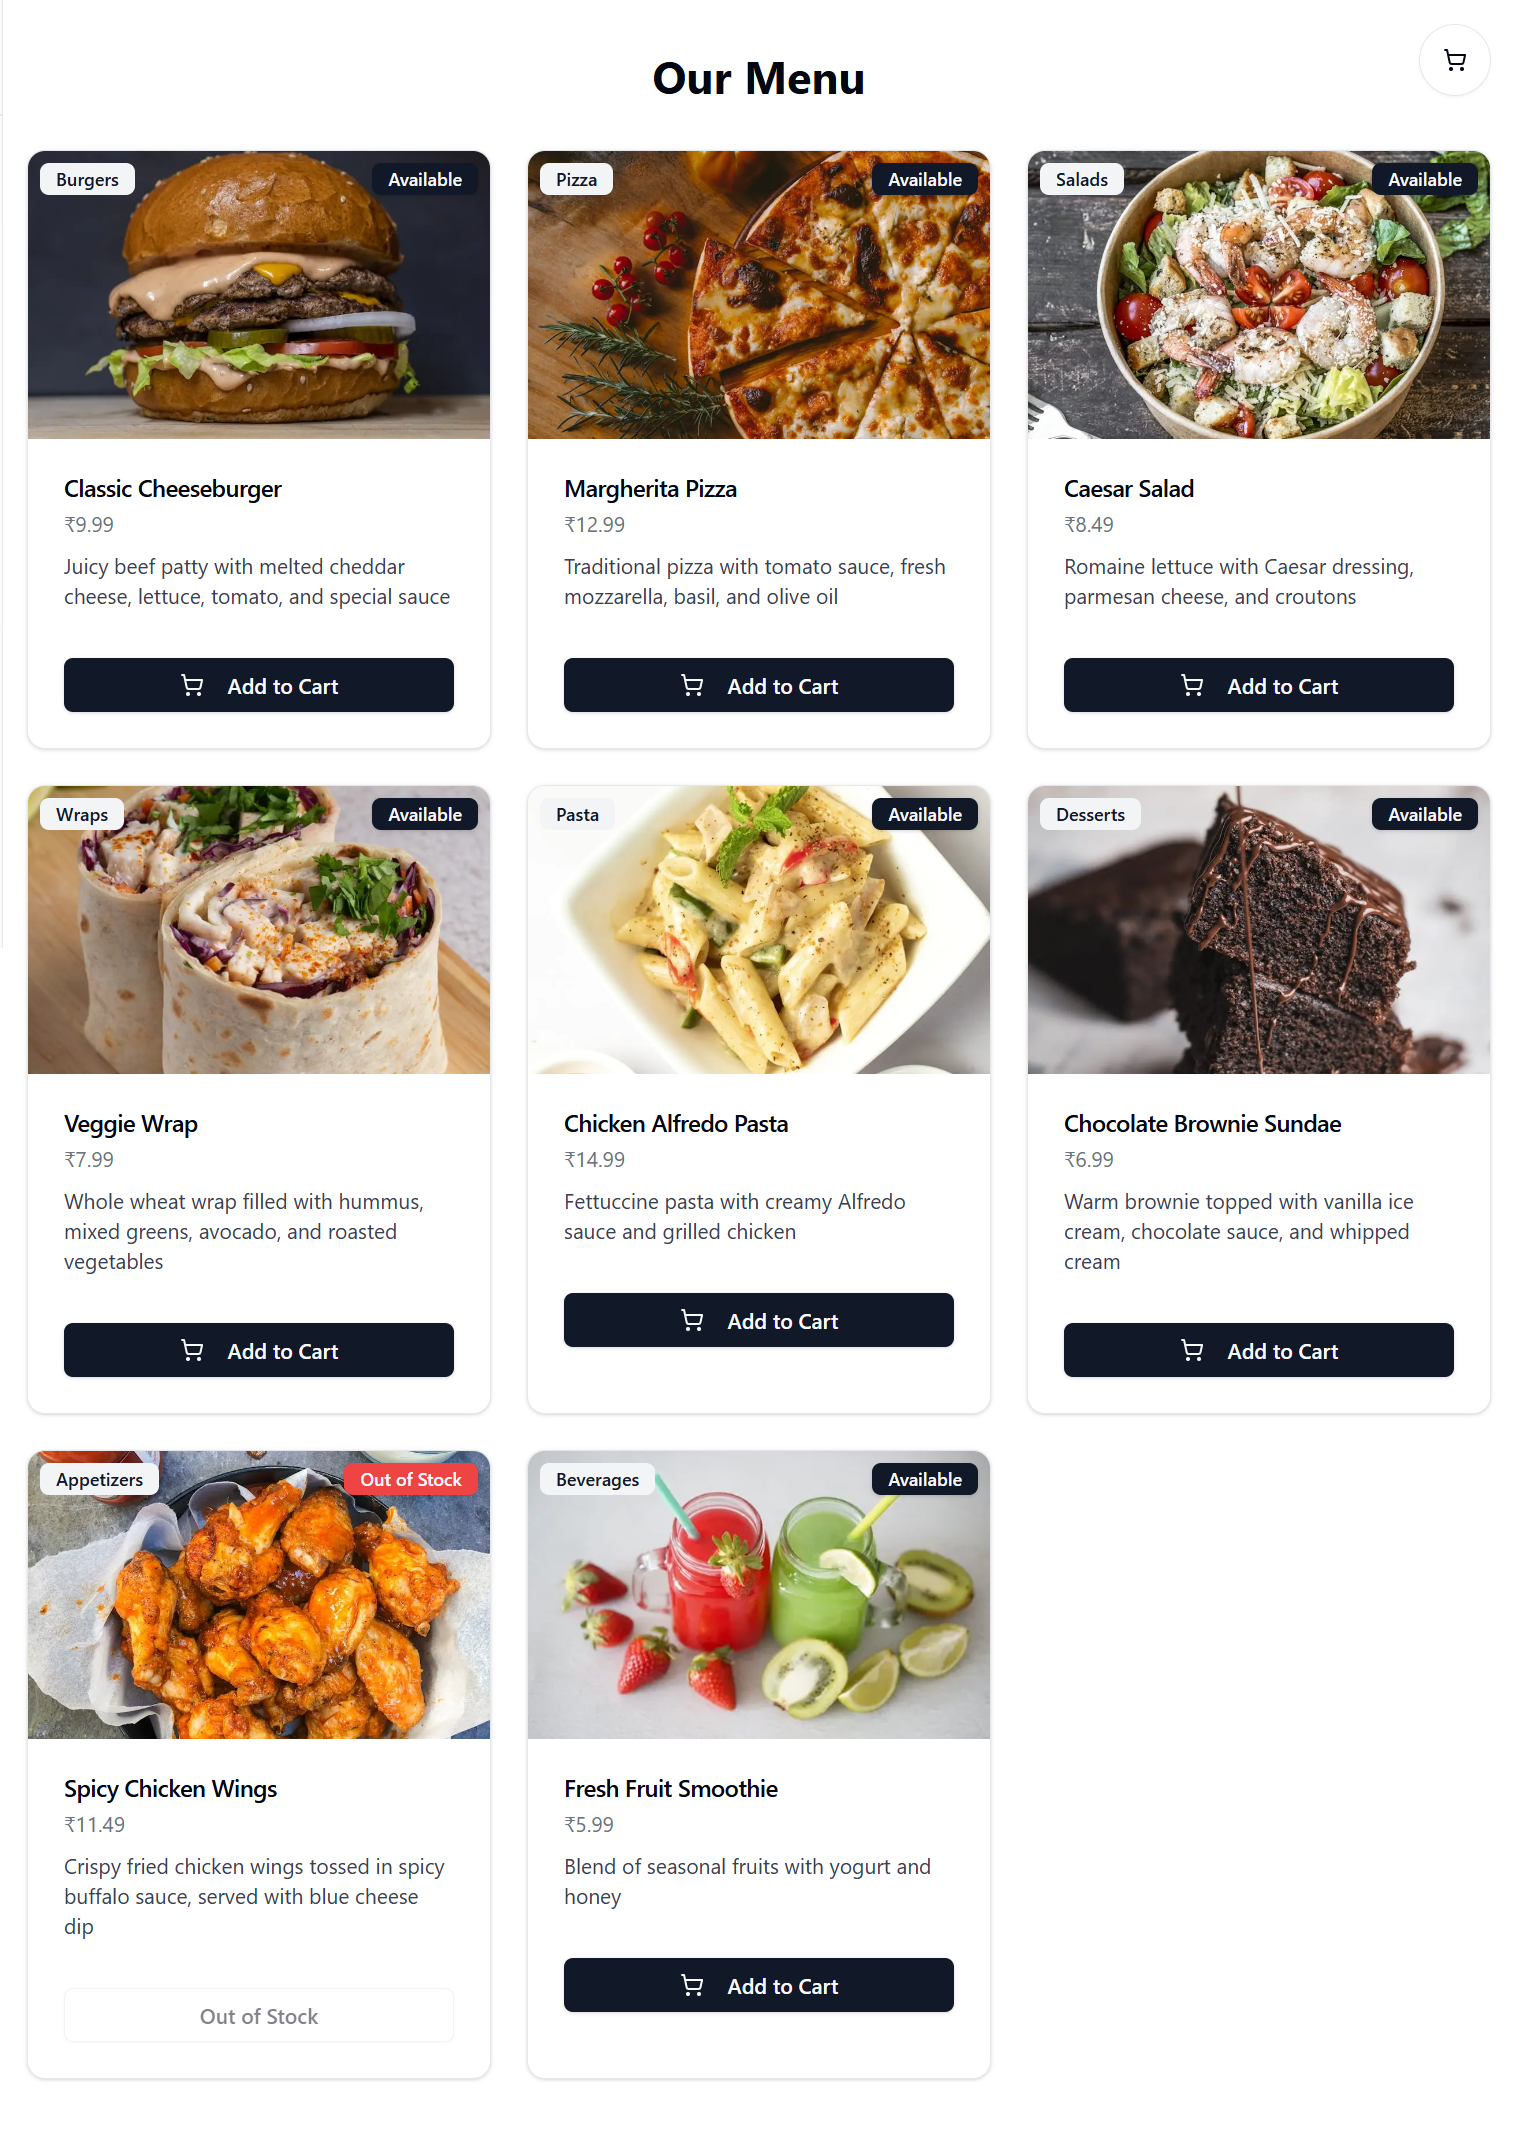 Our Menu
Burgers
Available
Classic Cheeseburger
₹9.99
Juicy beef patty with melted cheddar
cheese, lettuce, tomato, and special sauce
Add to Cart
Pizza
Available
Margherita Pizza
₹12.99
Traditional pizza with tomato sauce, fresh
mozzarella, basil, and olive oil
Add to Cart
Salads
Available
Caesar Salad
₹8.49
Romaine lettuce with Caesar dressing,
parmesan cheese, and croutons
Add to Cart
Wraps
Available
Veggie Wrap
₹7.99
Whole wheat wrap filled with hummus,
mixed greens, avocado, and roasted
vegetables
Add to Cart
Pasta
Available
Chicken Alfredo Pasta
₹14.99
Fettuccine pasta with creamy Alfredo
sauce and grilled chicken
Add to Cart
Desserts
Available
Chocolate Brownie Sundae
₹6.99
Warm brownie topped with vanilla ice
cream, chocolate sauce, and whipped
cream
Add to Cart
Appetizers
Out of Stock
Spicy Chicken Wings
₹11.49
Crispy fried chicken wings tossed in spicy
buffalo sauce, served with blue cheese
dip
Out of Stock
Beverages
Available
Fresh Fruit Smoothie
₹5.99
Blend of seasonal fruits with yogurt and
honey
Add to Cart